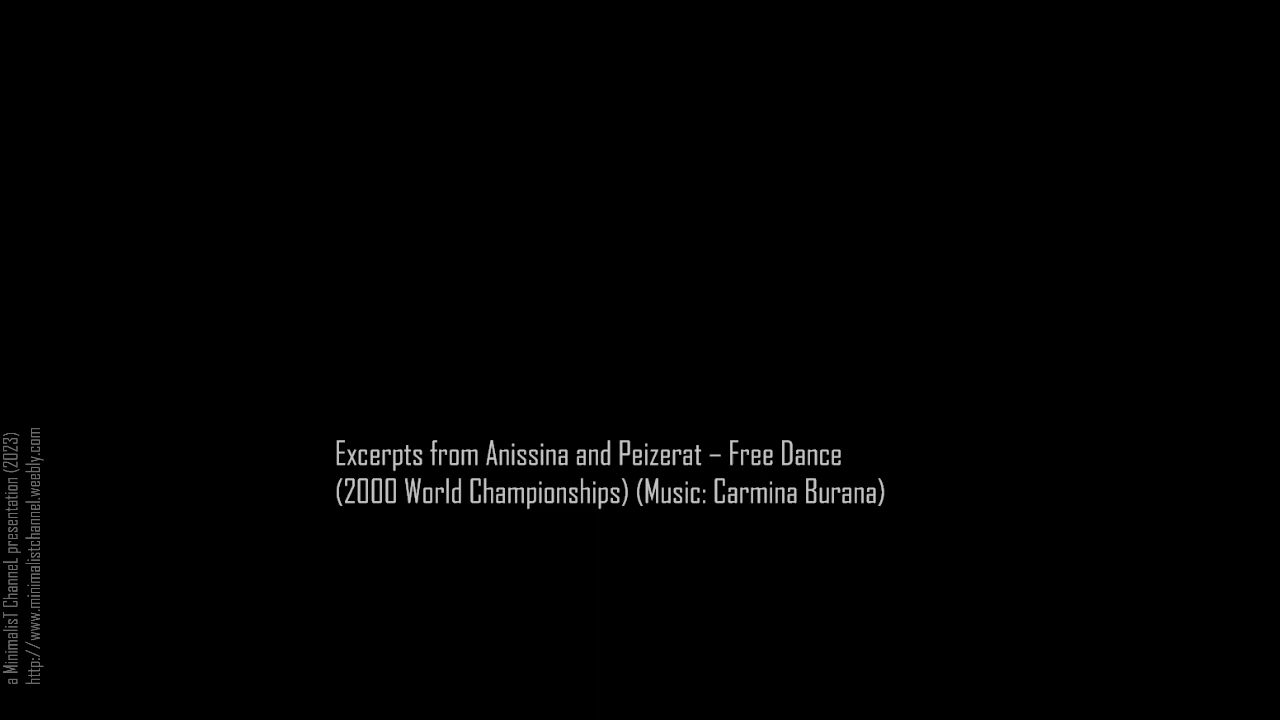 Excerpts from Anissina and Peizerat – Free Dance
(2000 World Championships) (Music: Carmina Burana)
a MinimalisT ChanneL presentation (2023)
http://www.minimalistchannel.weebly.com